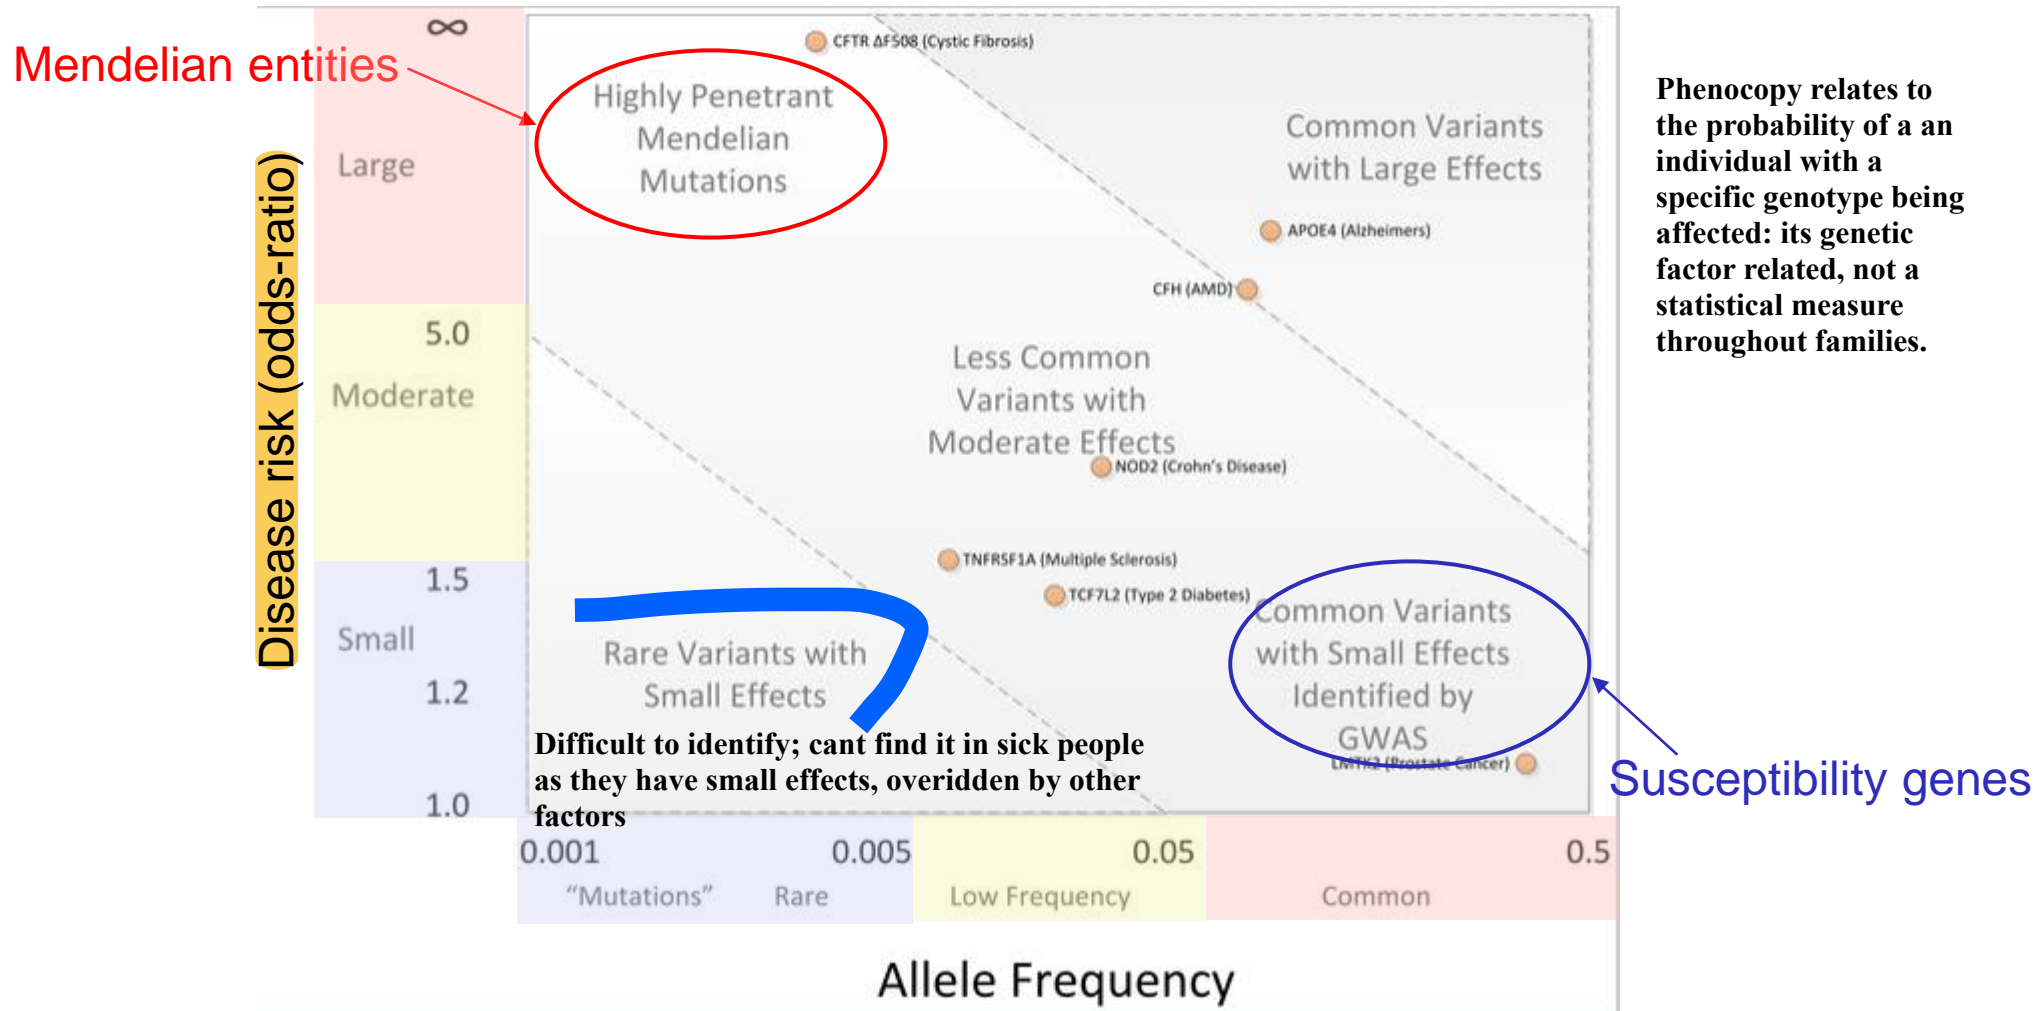 Mendelian entities
∞
Large
5.0
Moderate
1.5
Small
1.2
1.0
Disease risk (odds-ratio)
CFTR ΔF508 (Cystic Fibrosis)
Highly Penetrant
Mendelian
Mutations
Common Variants
with Large Effects
APOE4 (Alzheimers)
CFH (AMD)
Less Common
Variants with
Moderate Effects
NOD2 (Crohn's Disease)
TNFRSF1A (Multiple Sclerosis)
TCF7L2 (Type 2 Diabetes)
Common Variants
with Small Effects
Identified by
GWAS
LMTK2 (Prostate Cancer)
Rare Variants with
Small Effects
Difficult to identify; cant find it in sick people
as they have small effects, overidden by other
factors
Susceptibility genes
0.001
0.005
0.05
0.5
"Mutations"
Rare
Low Frequency
Common
Allele Frequency
Phenocopy relates to
the probability of a an
individual with a
specific genotype being
affected: its genetic
factor related, not a
statistical measure
throughout families.